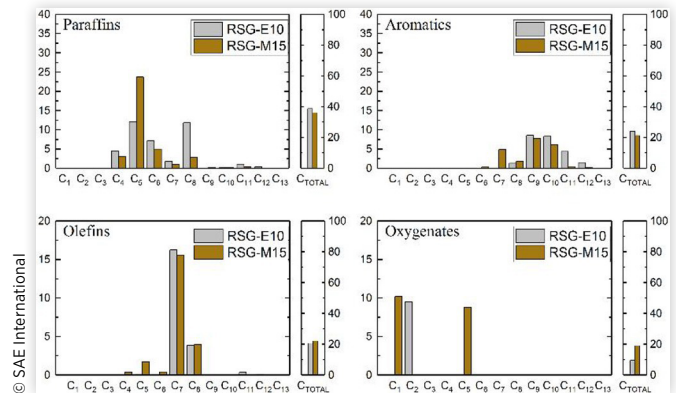 40 Paraffins RSG-E10 100 40 Aromatics RSG-E10 100
35 RSG-M15 35 RSG-M15
30 80 30 80
25 60 25 60
20 20
15 40 15 40
10 10
5 20 5 20
0 0 0 0
C1 C2 C3 C4 C5 C6 C7 C8 C9 C10 C11 C12 C13 CTOTAL C1 C2 C3 C4 C5 C6 C7 C8 C9 C10 C11 C12 C13 CTOTAL
20 Olefins RSG-E10 100 20 Oxygenates RSG-E10 100
RSG-M15 RSG-M15
15 80 15 80
60 60
10 10
40 40
5 20 5 20
0 0 0 0
C1 C2 C3 C4 C5 C6 C7 C8 C9 C10 C11 C12 C13 CTOTAL C1 C2 C3 C4 C5 C6 C7 C8 C9 C10 C11 C12 C13 CTOTAL
© SAE International